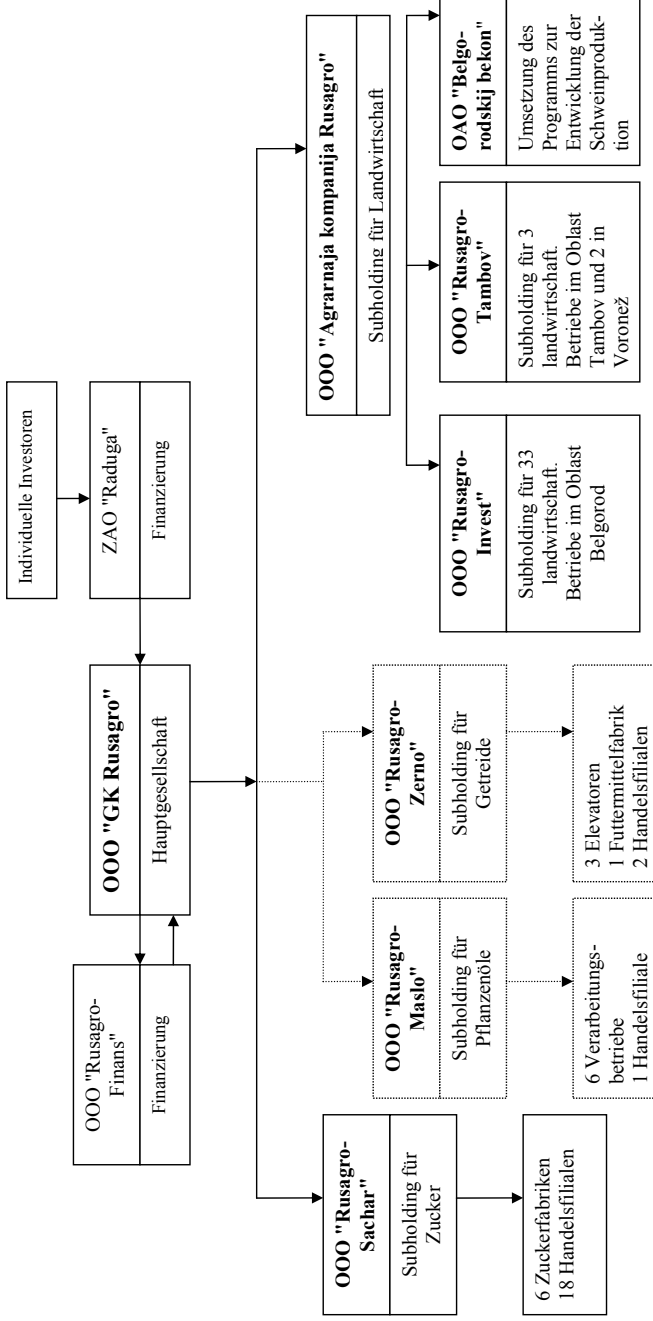 Individuelle Investoren
OOO "Rusagro-
Finans"
Finanzierung
OOO "GK Rusagro"
Hauptgesellschaft
ZAO "Raduga"
Finanzierung
OOO "Rusagro-
Sachar"
Subholding für
Zucker
6 Zuckerfabriken
18 Handelsfilialen
OOO "Rusagro-
Maslo"
Subholding für
Pflanzenöle
6 Verarbeitungs-
betriebe
1 Handelsfiliale
OOO "Rusagro-
Zerno"
Subholding für
Getreide
3 Elevatoren
1 Futtermittelfabrik
2 Handelsfilialen
OOO "Agrarnaja kompanija Rusagro"
Subholding für Landwirtschaft
OOO "Rusagro-
Invest"
Subholding für 33
landwirtschaft.
Betriebe im Oblast
Belgorod
OOO "Rusagro-
Tambov"
Subholding für 3
landwirtschaft.
Betriebe im Oblast
Tambov und 2 in
Voronež
OAO "Belgo-
rodskij bekon"
Umsetzung des
Programms zur
Entwicklung der
Schweinproduk-
tion